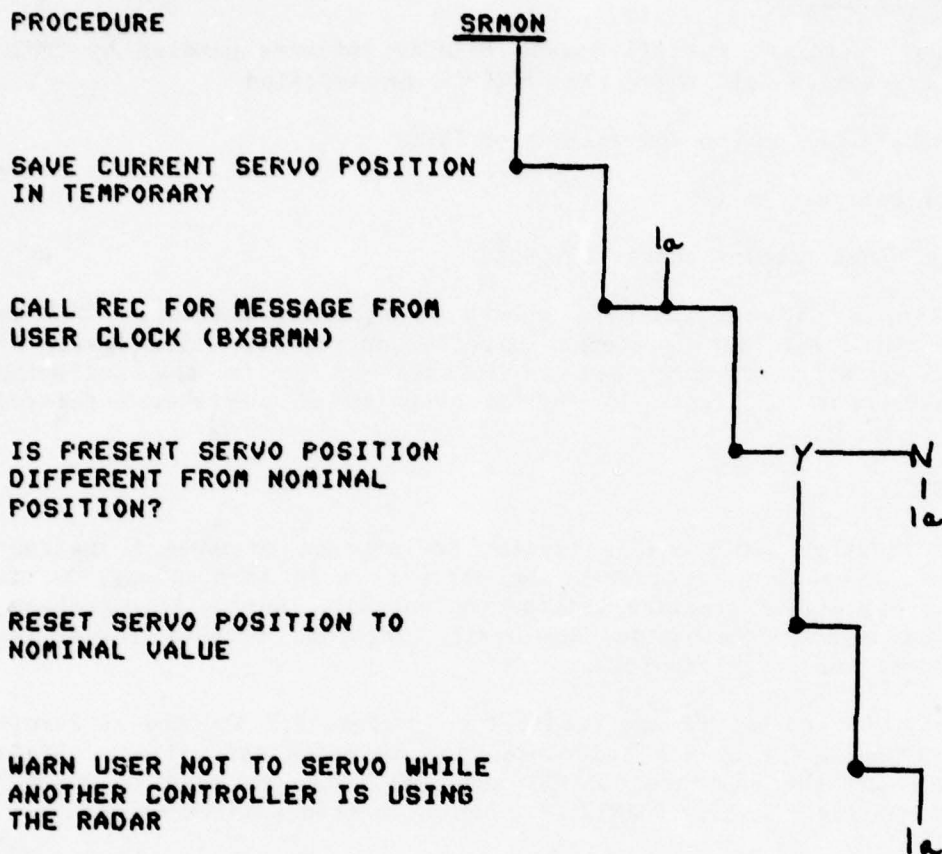 PROCEDURE SRMON
SAVE CURRENT SERVO POSITION
IN TEMPORARY
1a
CALL REC FOR MESSAGE FROM
USER CLOCK (BXSRMN)
IS PRESENT SERVO POSITION
DIFFERENT FROM NOMINAL
POSITION?
Y N
1a
RESET SERVO POSITION TO
NOMINAL VALUE
WARN USER NOT TO SERVO WHILE
ANOTHER CONTROLLER IS USING
THE RADAR
1a